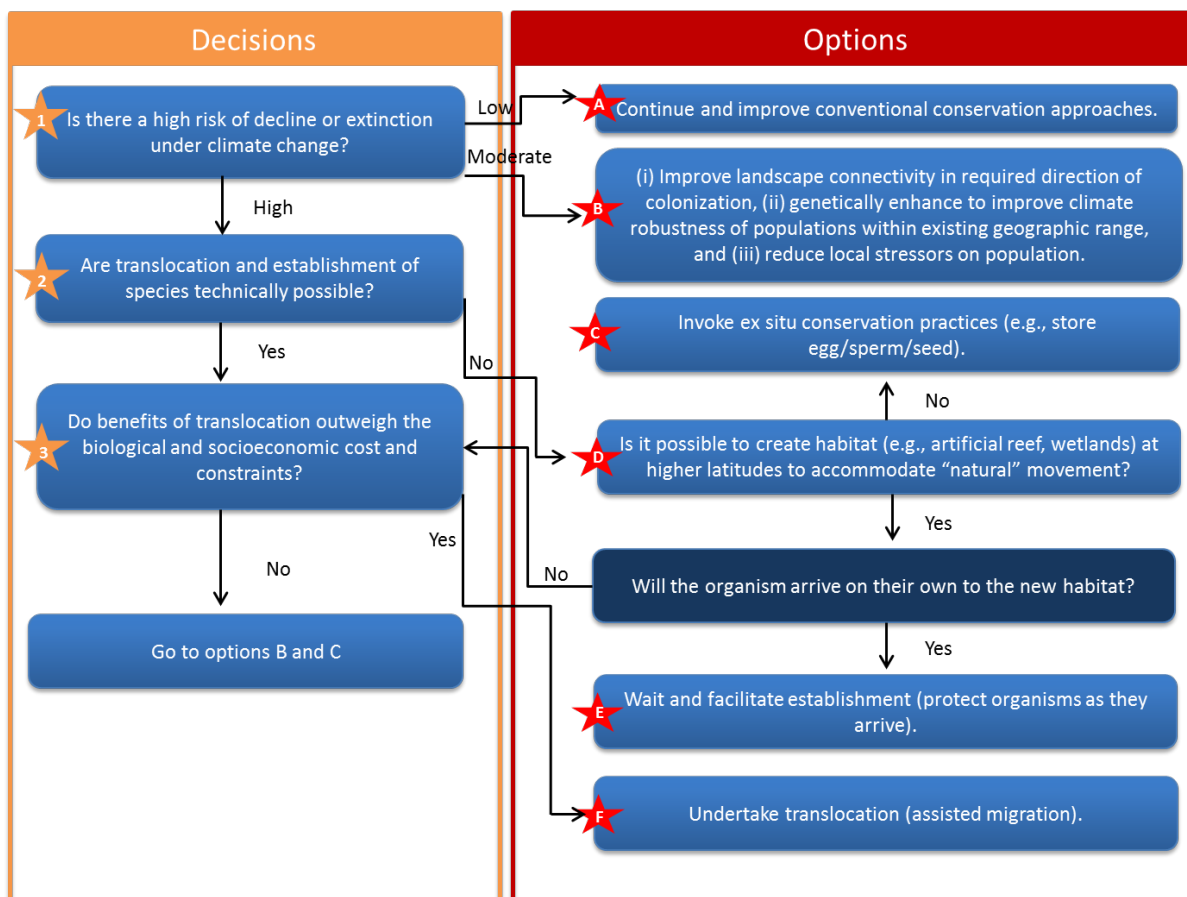 Decisions
Options
1
Is there a high risk of decline or extinction
under climate change?
Low
Moderate
High
A
Continue and improve conventional conservation approaches.
B
(i) Improve landscape connectivity in required direction of
colonization, (ii) genetically enhance to improve climate
robustness of populations within existing geographic range,
and (iii) reduce local stressors on population.
2
Are translocation and establishment of
species technically possible?
Yes
No
C
Invoke ex situ conservation practices (e.g., store
egg/sperm/seed).
No
3
Do benefits of translocation outweigh the
biological and socioeconomic cost and
constraints?
D
Is it possible to create habitat (e.g., artificial reef, wetlands) at
higher latitudes to accommodate “natural” movement?
Yes
No
Yes
No
Will the organism arrive on their own to the new habitat?
Yes
Go to options B and C
E
Wait and facilitate establishment (protect organisms as they
arrive).
F
Undertake translocation (assisted migration).